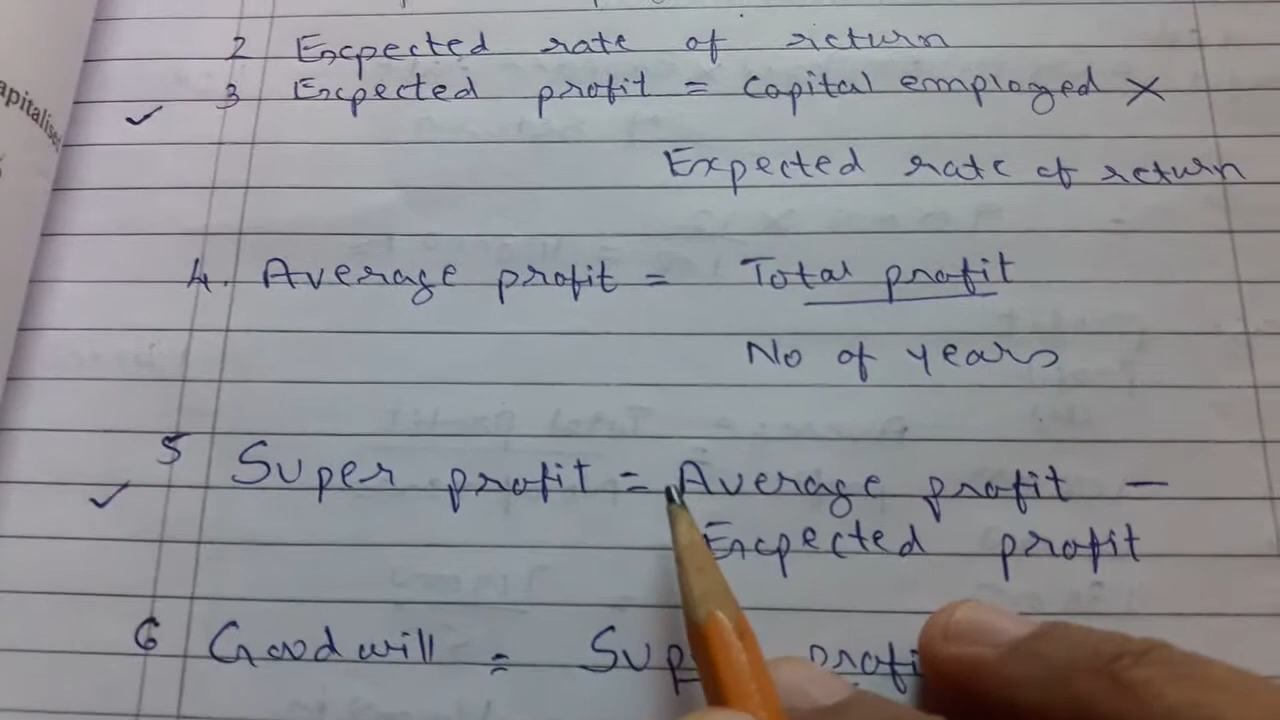 apitalised
2 Expected rate of return
3 Expected profit = Capital employed ×
Expected rate of return
4. Average profit = Total profit
No of years
5 Super profit = Average profit –
Expected profit
6 Goodwill =